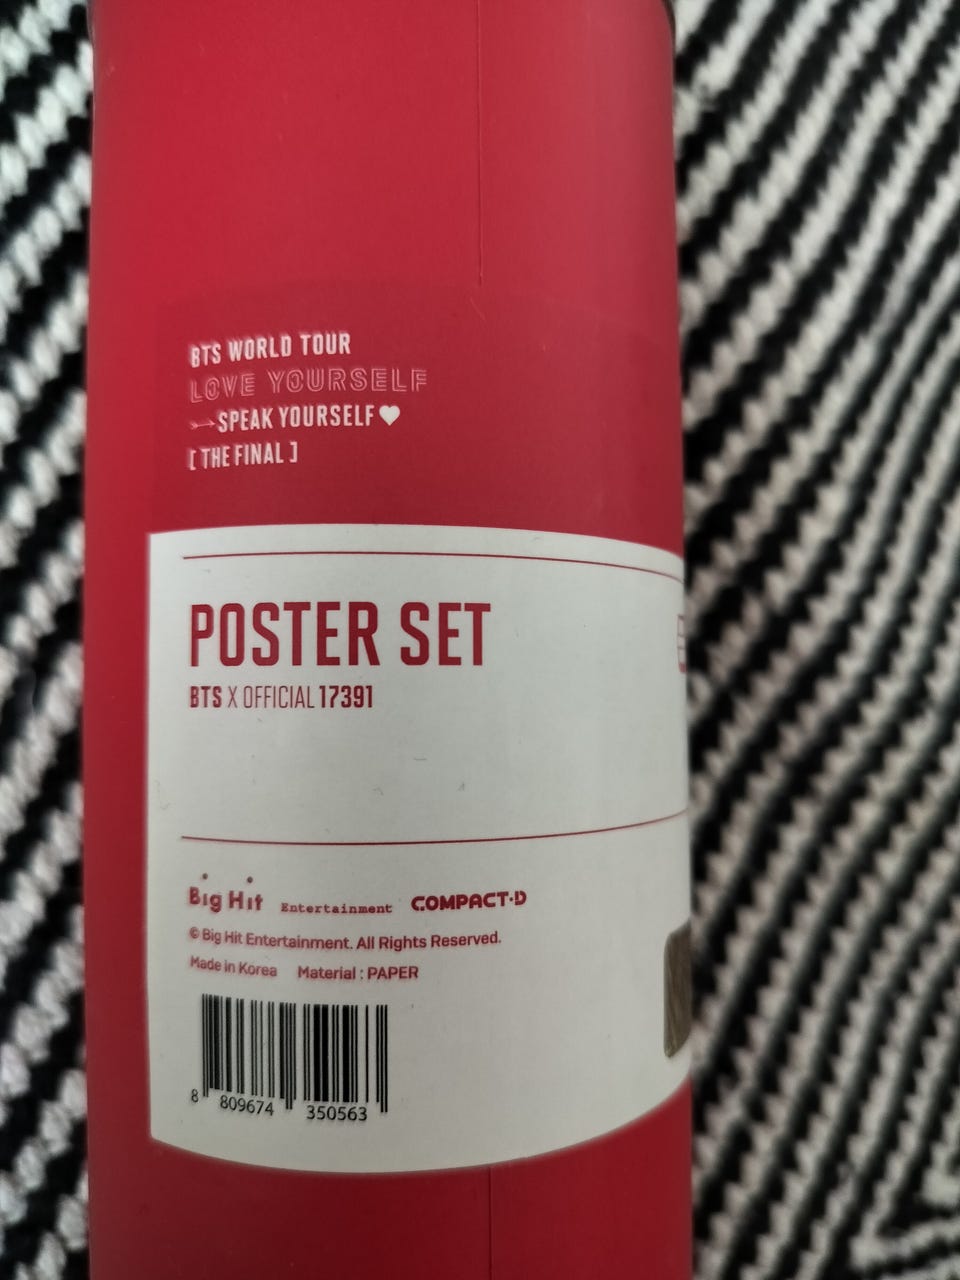 BTS WORLD TOUR
LOVE YOURSELF
SPEAK YOURSELF♥
[ THE FINAL ]
POSTER SET
BTS X OFFICIAL 17391
Big Hit Entertainment COMPACT·D
© Big Hit Entertainment. All Rights Reserved.
Made in Korea Material : PAPER
8 809674 350563